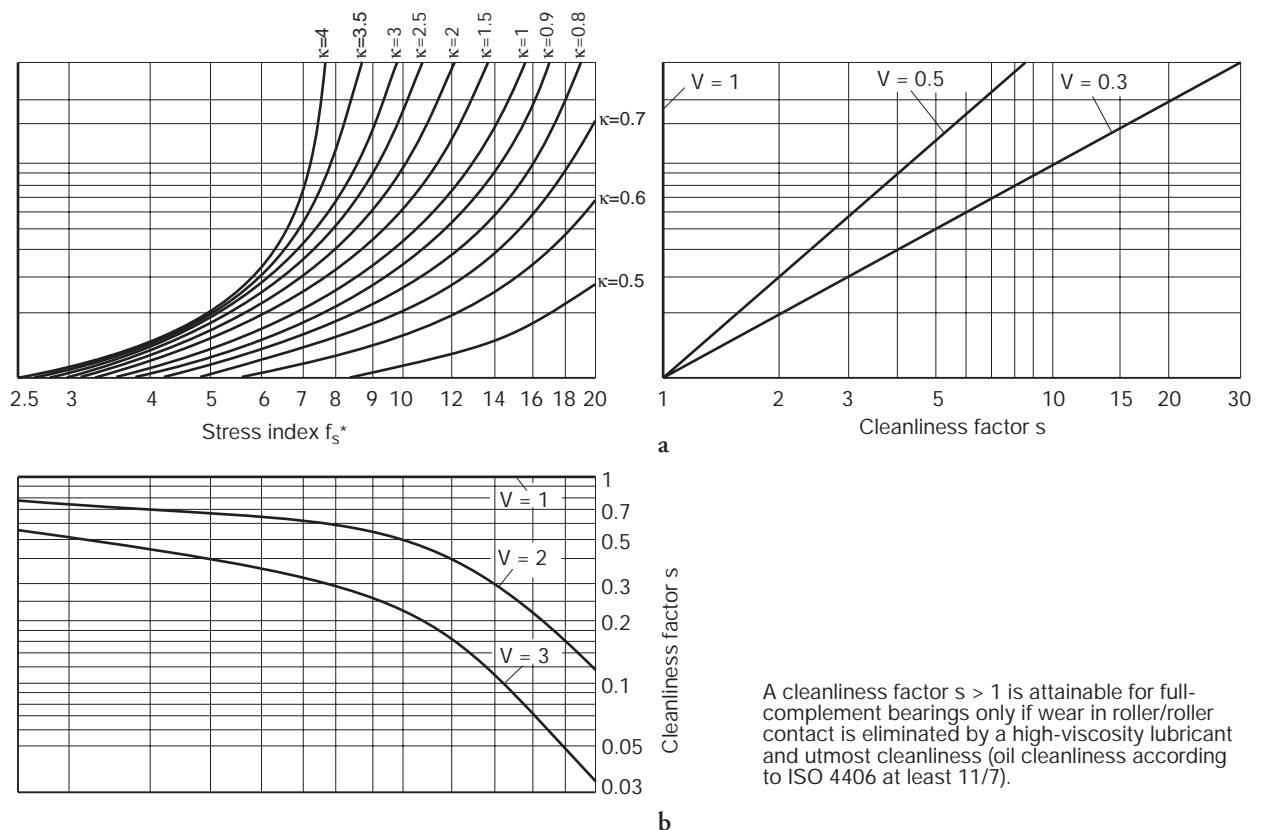 κ=4 κ=3.5 κ=3 κ=2.5 κ=2 κ=1.5 κ=1 κ=0.9 κ=0.8
κ=0.7
κ=0.6
κ=0.5
2.5 3 4 5 6 7 8 9 10 12 14 16 18 20
Stress index fs*
V = 1 V = 0.5 V = 0.3
1 2 3 5 10 15 20 30
Cleanliness factor s
a
V = 1
V = 2
V = 3
1
0.7
0.5
0.3
0.2
0.1
0.05
0.03
Cleanliness factor s
A cleanliness factor s > 1 is attainable for full-
complement bearings only if wear in roller/roller
contact is eliminated by a high-viscosity lubricant
and utmost cleanliness (oil cleanliness according
to ISO 4406 at least 11/7).
b